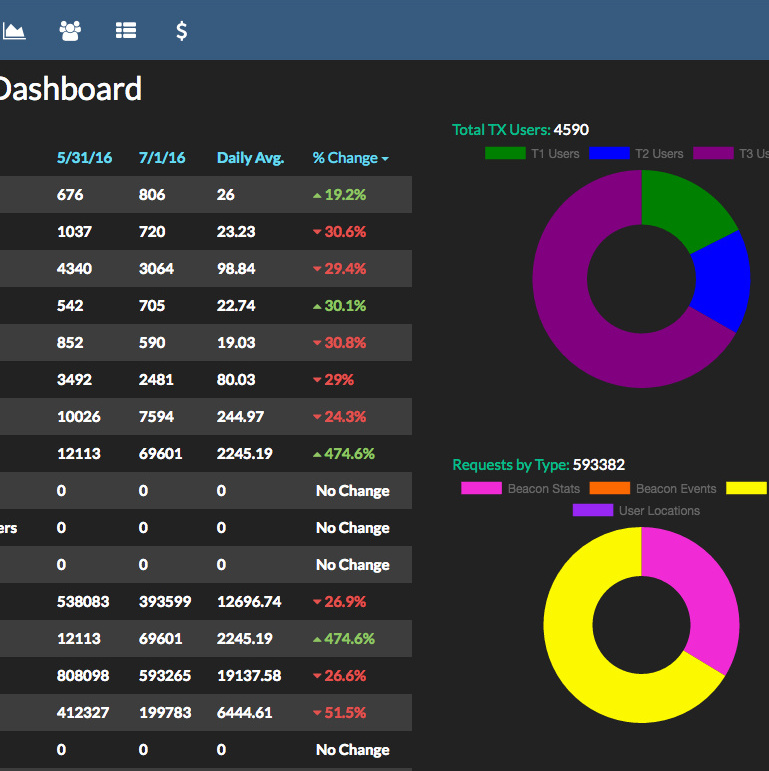 $
Dashboard
5/31/16 7/1/16 Daily Avg. % Change
676 806 26 19.2%
1037 720 23.23 30.6%
4340 3064 98.84 29.4%
542 705 22.74 30.1%
852 590 19.03 30.8%
3492 2481 80.03 29%
10026 7594 244.97 24.3%
12113 69601 2245.19 474.6%
0 0 0 No Change
ers 0 0 0 No Change
0 0 0 No Change
538083 393599 12696.74 26.9%
12113 69601 2245.19 474.6%
808098 593265 19137.58 26.6%
412327 199783 6444.61 51.5%
0 0 0 No Change
Total TX Users: 4590
T1 Users T2 Users T3 Us
Requests by Type: 593382
Beacon Stats Beacon Events
User Locations